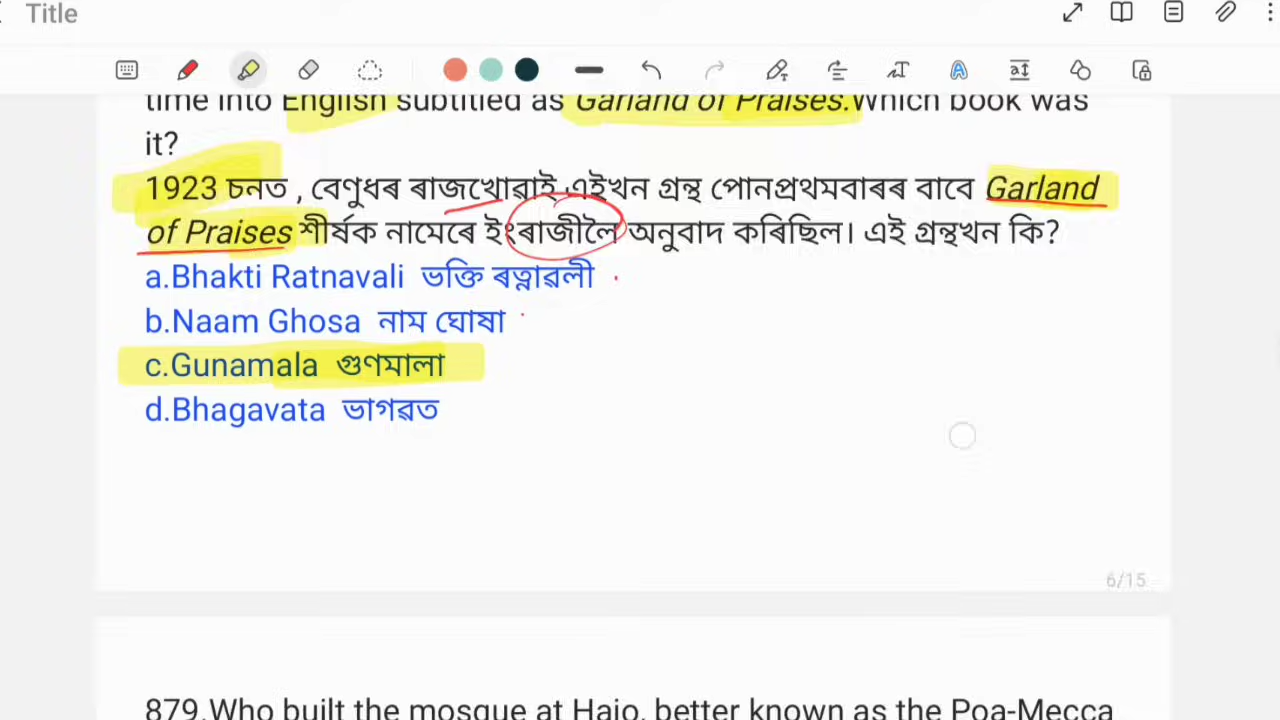 Title
time into English subtitled as Garland of Praises.Which book was
it?
1923 চনত , বেণুধৰ ৰাজখোৱাই এইখন গ্ৰন্থ পোনপ্ৰথমবাৰৰ বাবে Garland
of Praises শীৰ্ষক নামেৰে ইংৰাজীলৈ অনুবাদ কৰিছিল। এই গ্ৰন্থখন কি?
a.Bhakti Ratnavali ভক্তি ৰত্নাৱলী
b.Naam Ghosa নাম ঘোষা
c.Gunamala গুণমালা
d.Bhagavata ভাগৱত
6/15
879.Who built the mosque at Hajo, better known as the Poa-Mecca